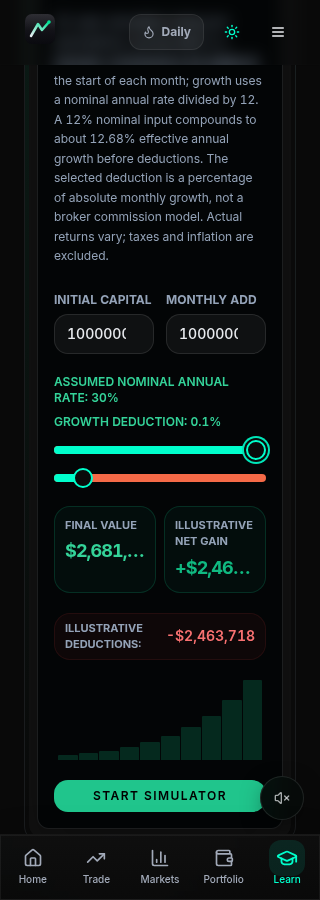 Daily
the start of each month; growth uses
a nominal annual rate divided by 12.
A 12% nominal input compounds to
about 12.68% effective annual
growth before deductions. The
selected deduction is a percentage
of absolute monthly growth, not a
broker commission model. Actual
returns vary; taxes and inflation are
excluded.
INITIAL CAPITAL MONTHLY ADD
ASSUMED NOMINAL ANNUAL
RATE: 30%
GROWTH DEDUCTION: 0.1%
FINAL VALUE
$2,681,...
ILLUSTRATIVE
NET GAIN
+$2,46...
ILLUSTRATIVE
DEDUCTIONS:
-$2,463,718
START SIMULATOR
Home Trade Markets Portfolio Learn